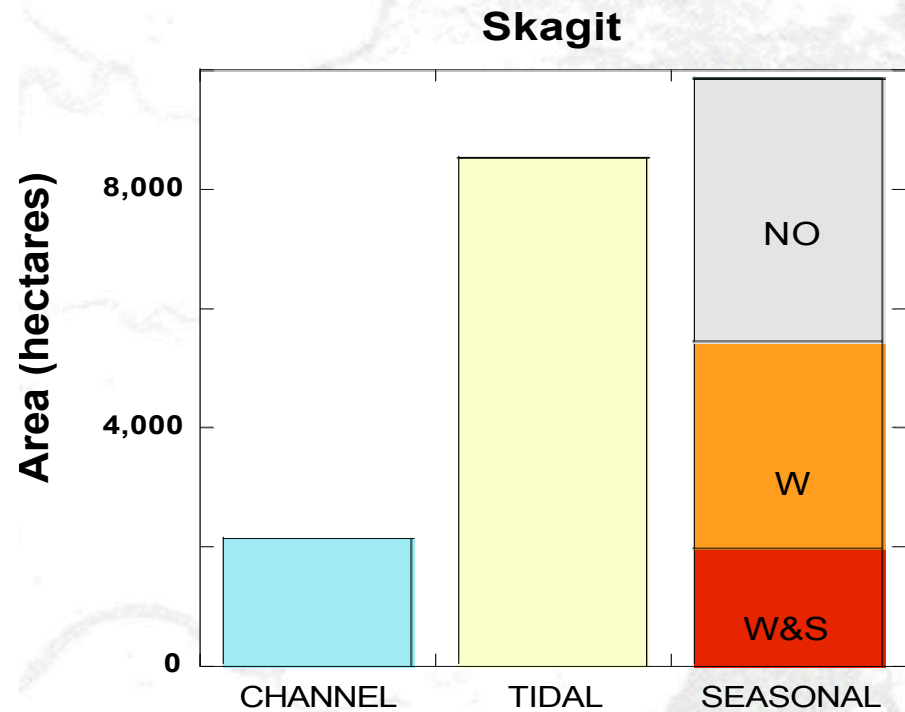 Skagit
Area (hectares)
8,000
4,000
0
NO
W
W&S
CHANNEL
TIDAL
SEASONAL